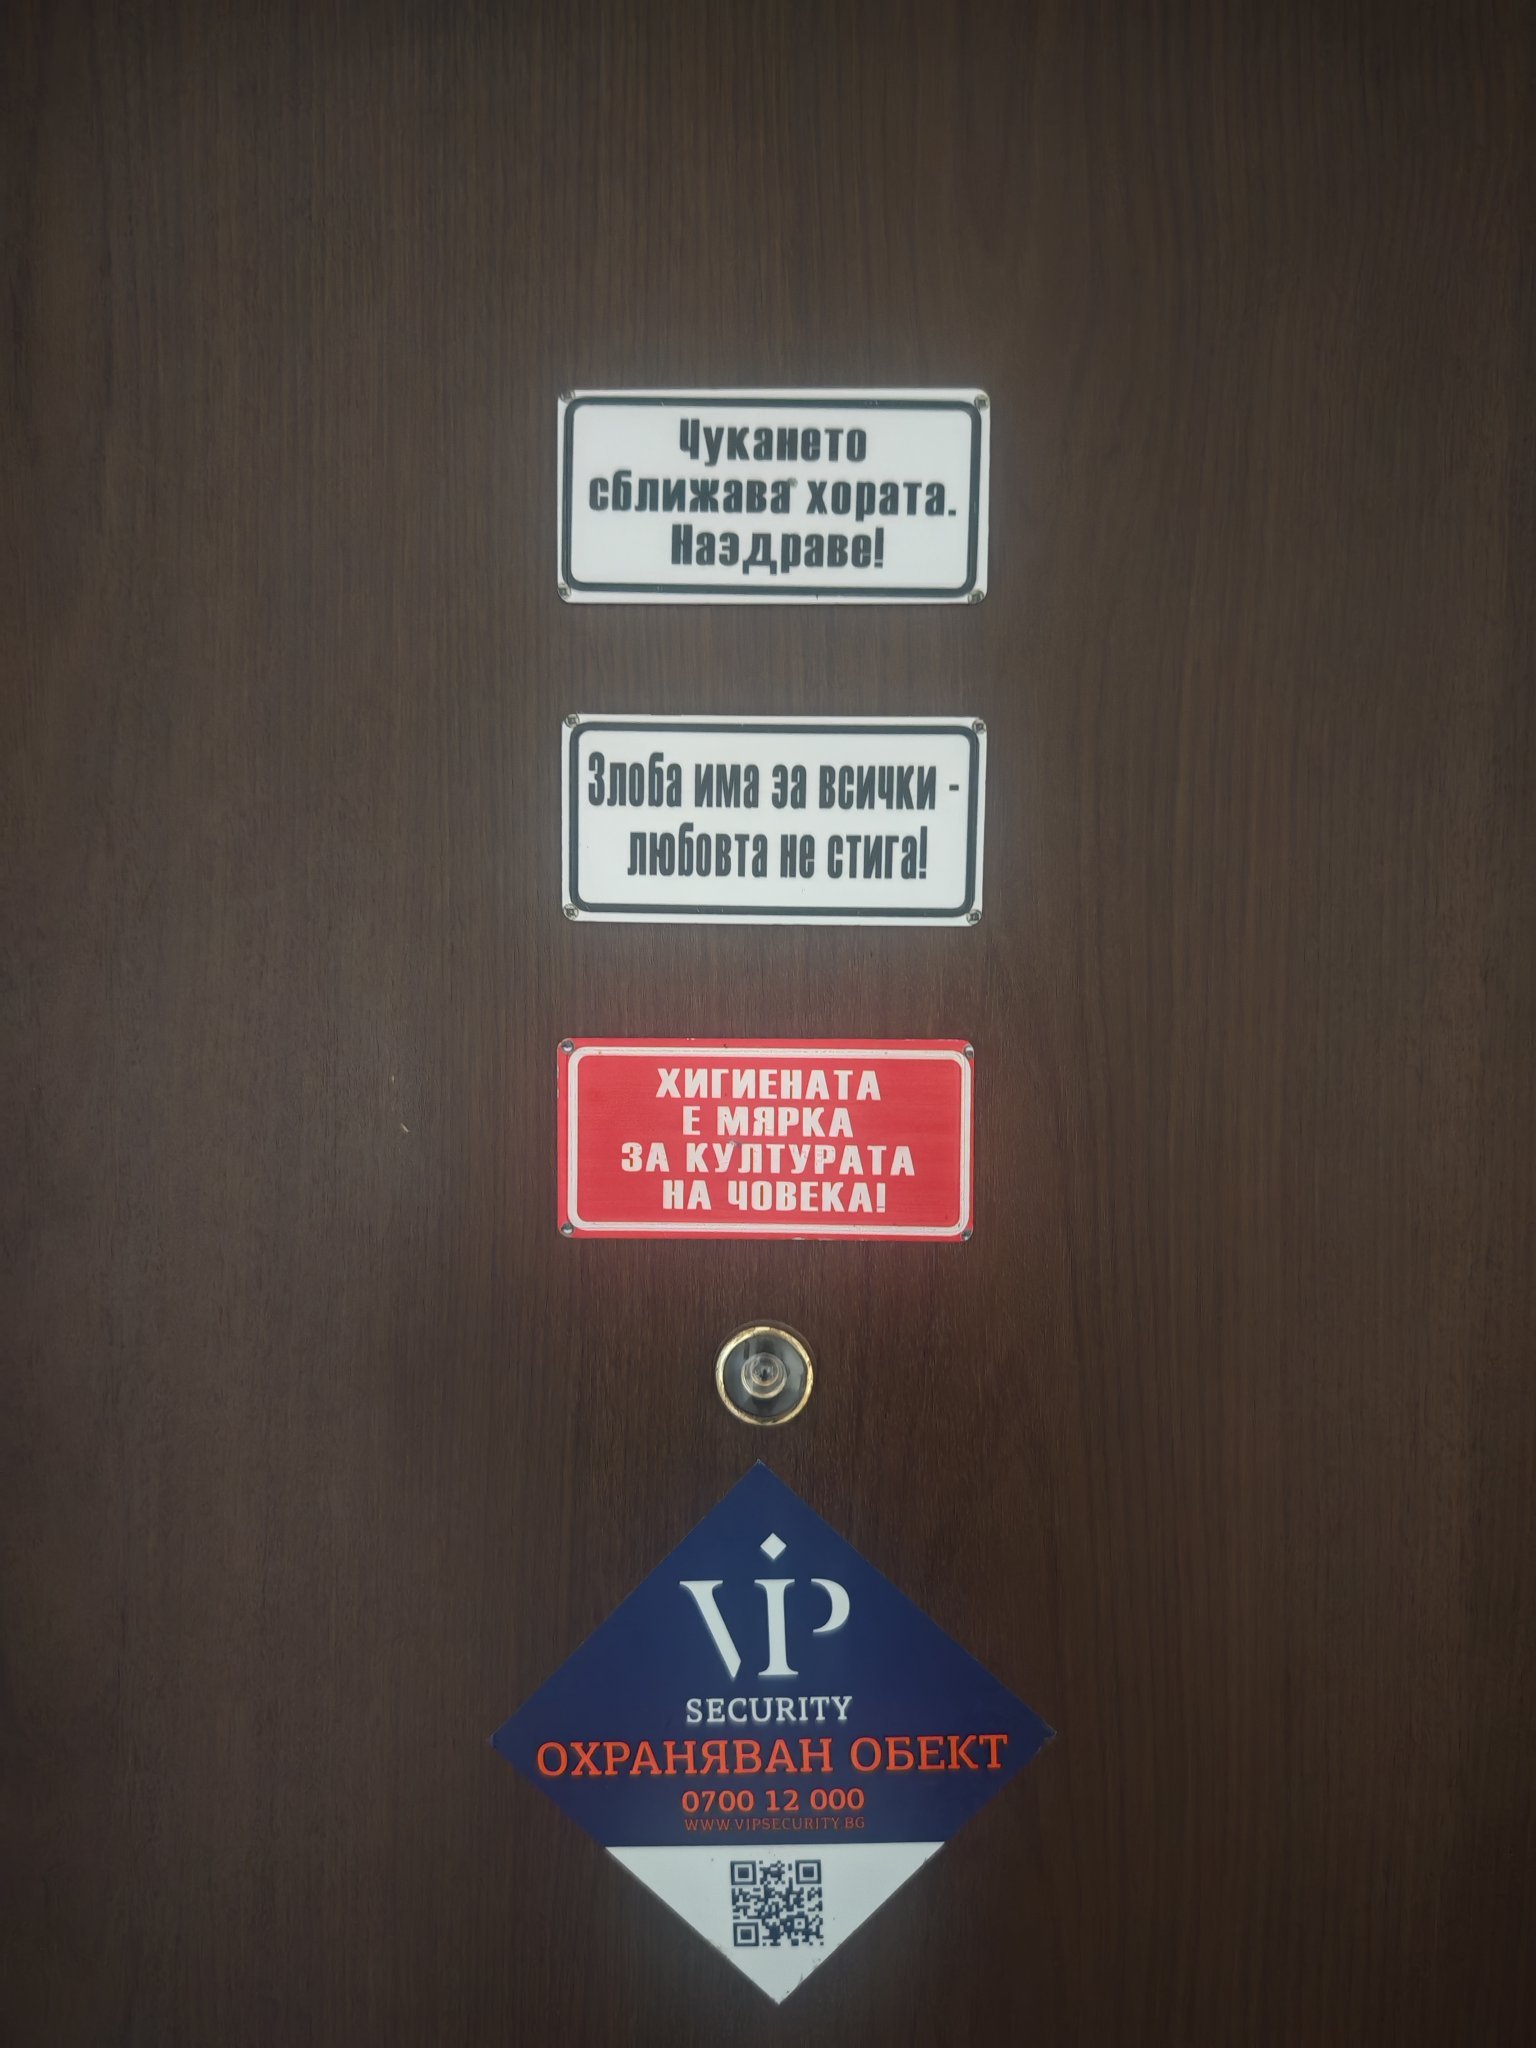 Чукането
сближава хората.
Наздраве!
Злоба има за всички -
любовта не стига!
ХИГИЕНАТА
Е МЯРКА
ЗА КУЛТУРАТА
НА ЧОВЕКА!
VIP
SECURITY
ОХРАНЯВАН ОБЕКТ
0700 12 000
WWW.VIPSECURITY.BG